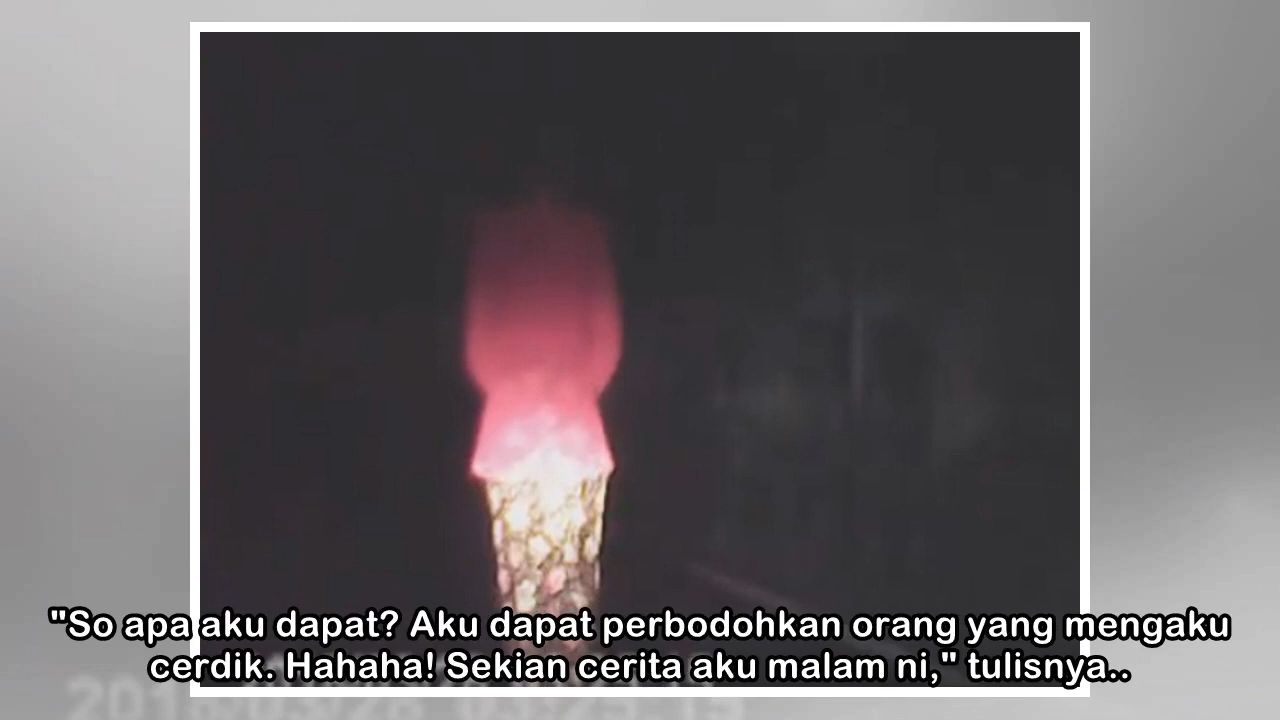 "So apa aku dapat? Aku dapat perbodohkan orang yang mengaku
cerdik. Hahaha! Sekian cerita aku malam ni," tulisnya..